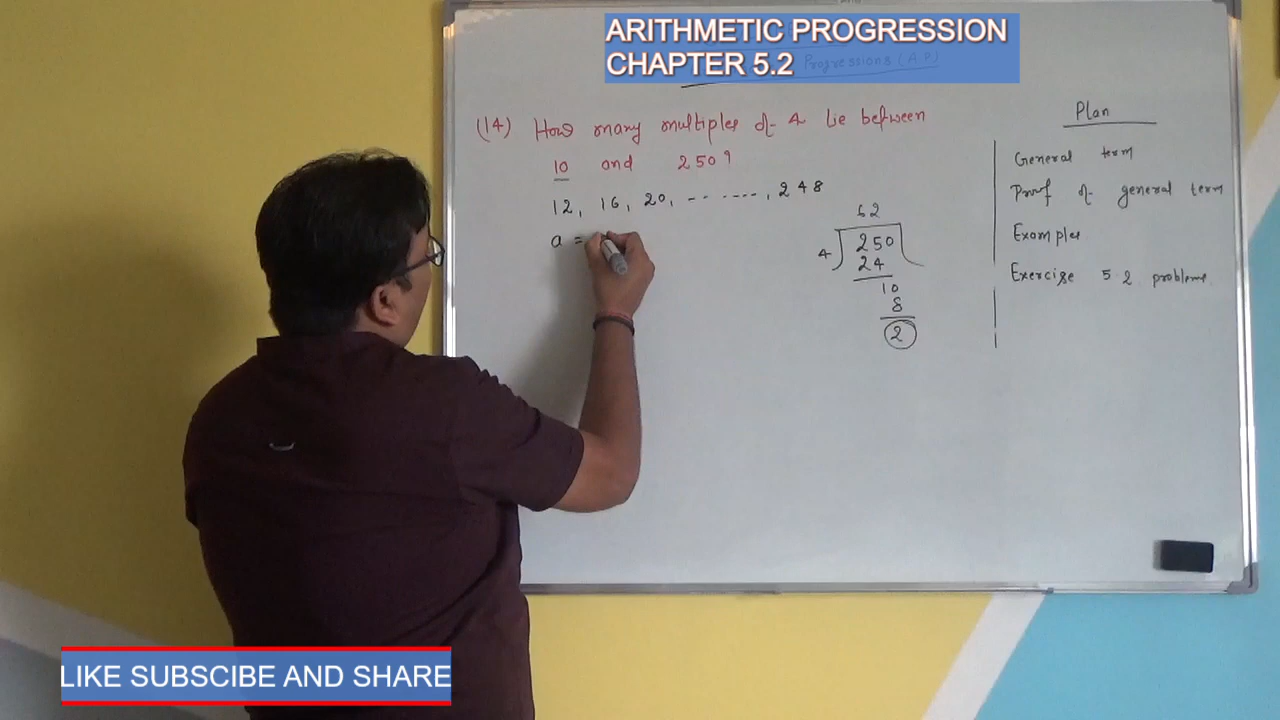 ARITHMETIC PROGRESSION
CHAPTER 5.2
Progressions (A P)
(14) How many multiples of 4 lie between
10 and 250?
12, 16, 20, -- ------, 248
a =
62
4 250
24
10
8
2
Plan
General term
Proof of general term
Examples
Exercise 5.2 problems
LIKE SUBSCIBE AND SHARE